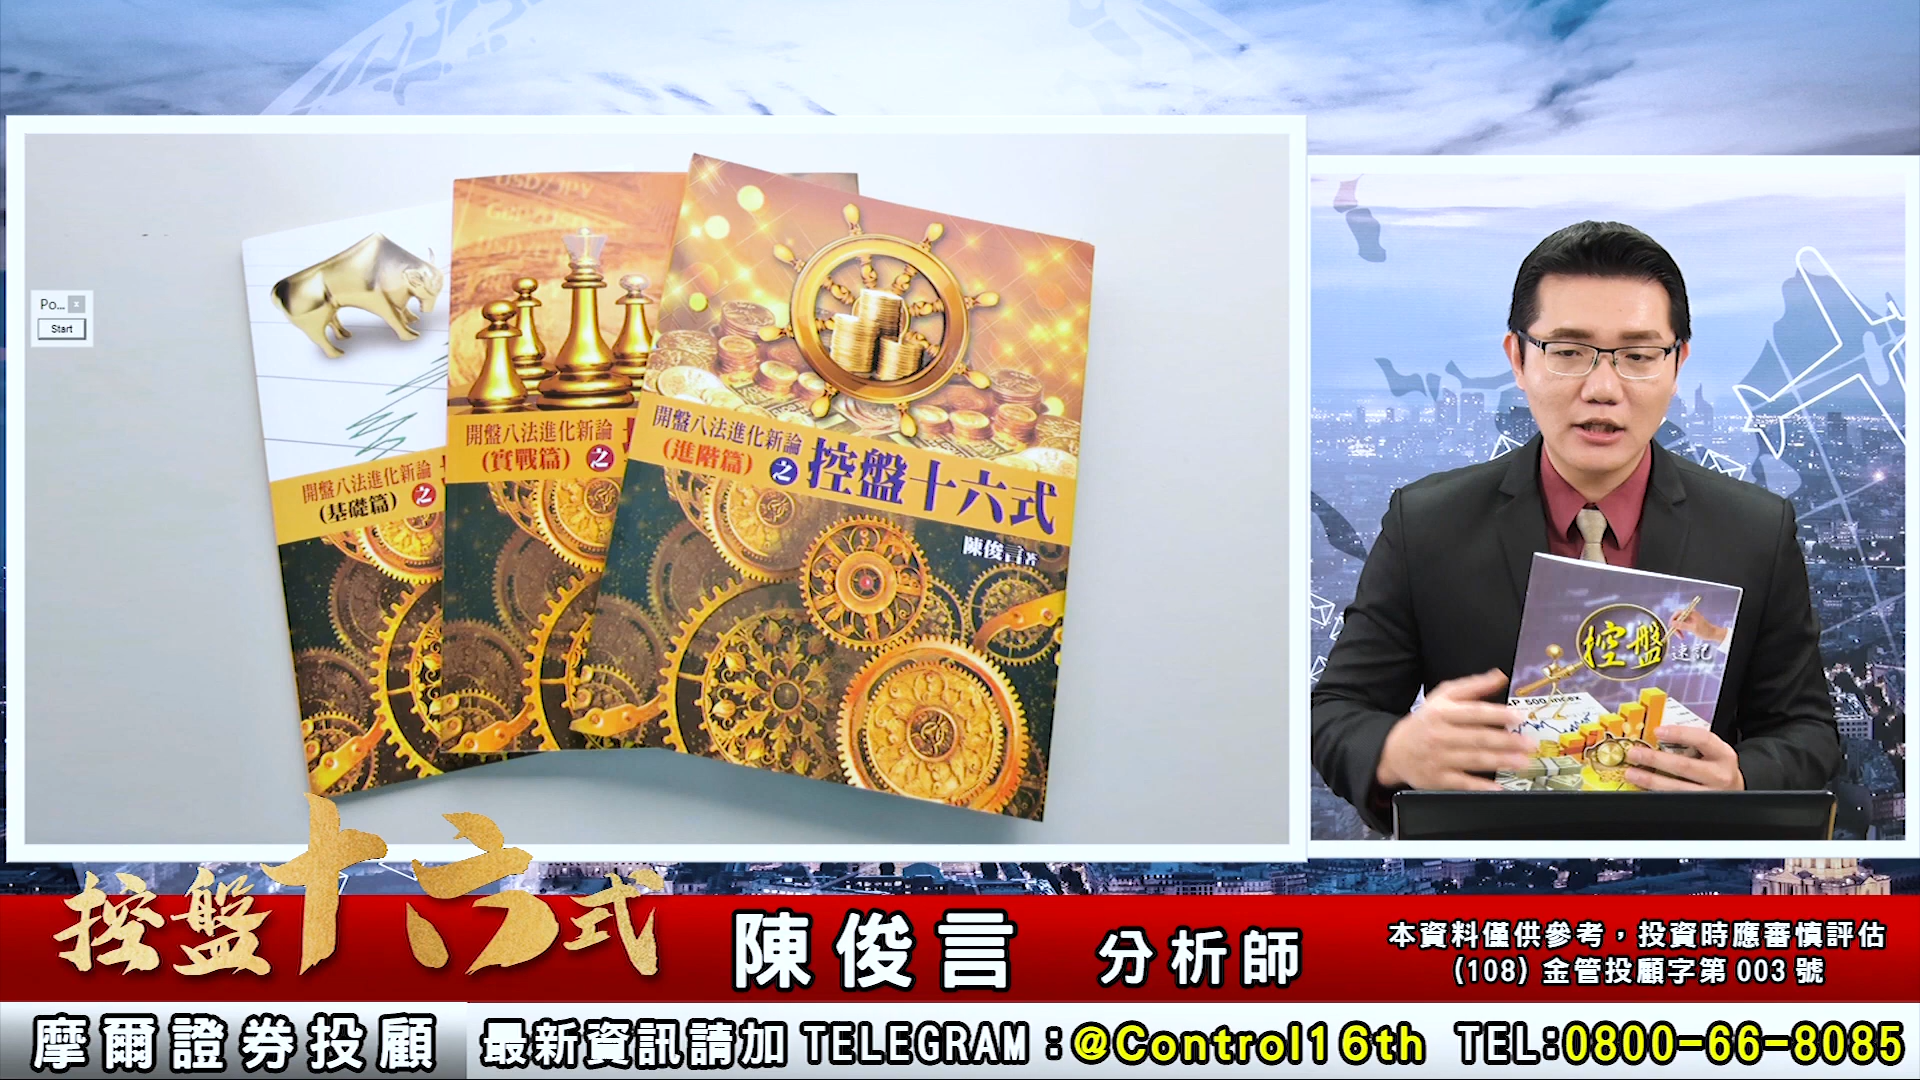 USD/JPY
Po... x
Start
開盤八法進化新論
(基礎篇) 之
開盤八法進化新論
(實戰篇) 之
開盤八法進化新論
(進階篇) 之 控盤十六式
陳俊言著
控盤速記
P 500 Index
控盤十六式
陳俊言 分析師
本資料僅供參考，投資時應審慎評估
(108) 金管投顧字第 003 號
摩爾證券投顧
最新資訊請加 TELEGRAM：@Control16th TEL:0800-66-8085